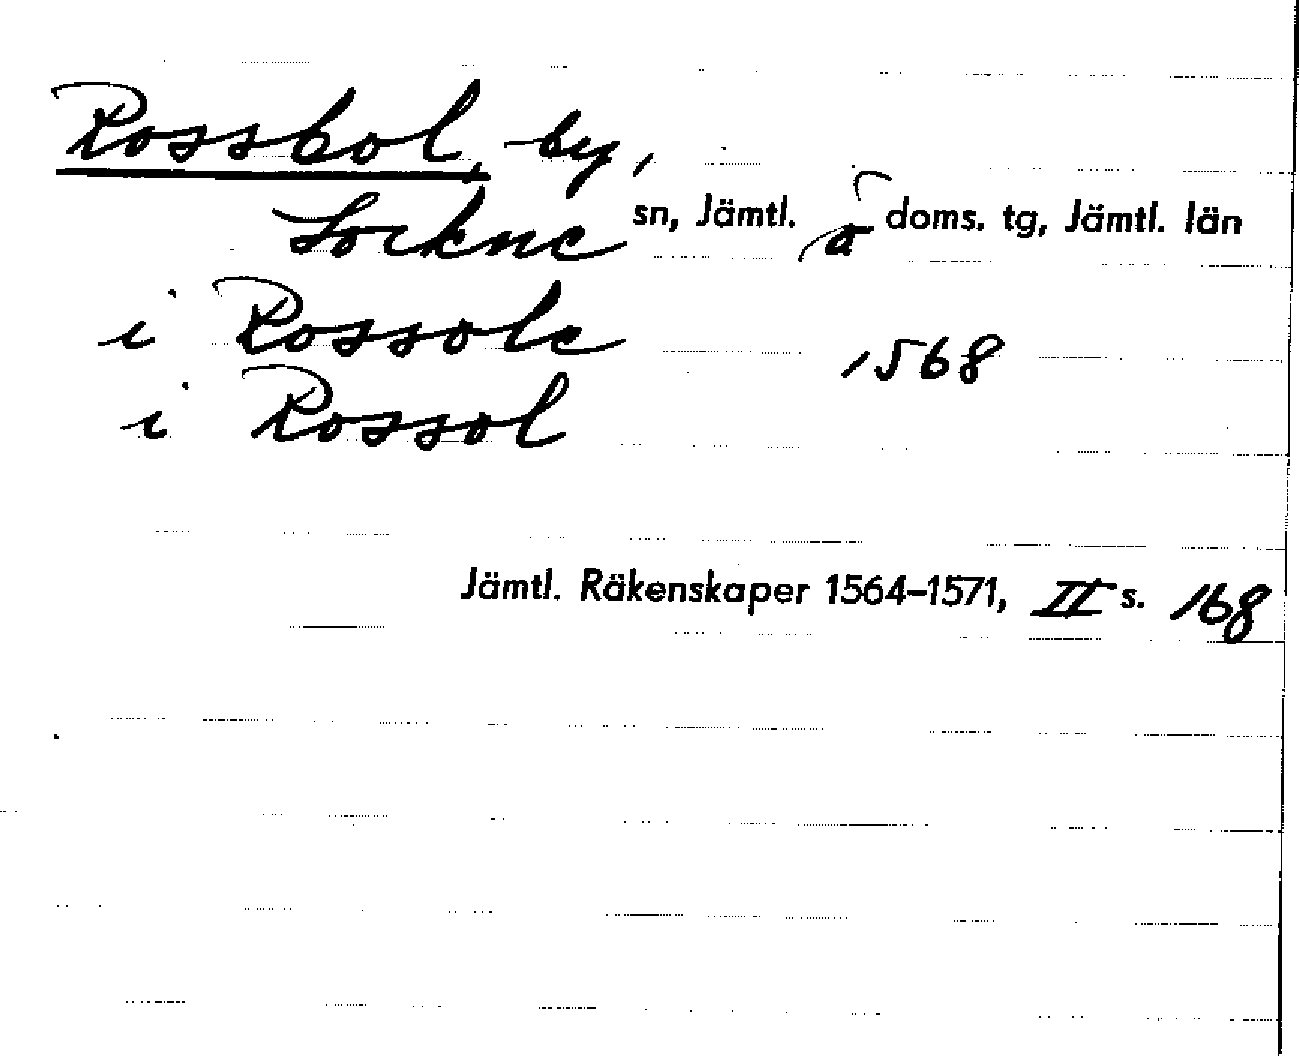 Rossbol, by,
Lockne sn, Jämtl. a doms. tg, Jämtl. län
i Rossole 1568
i Rossol
Jämtl. Räkenskaper 1564–1571, II s. 168